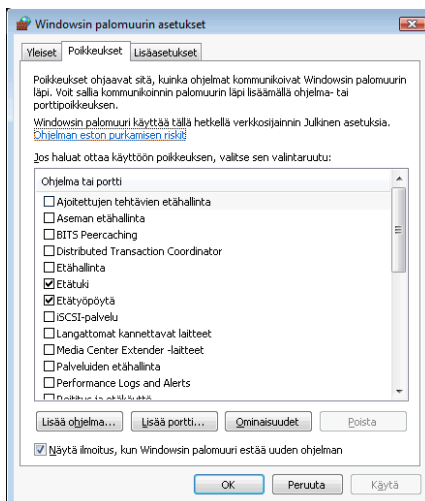 Windowsin palomuurin asetukset
Yleiset Poikkeukset Lisäasetukset
Poikkeukset ohjaavat sitä, kuinka ohjelmat kommunikoivat Windowsin palomuurin
läpi. Voit sallia kommunikoinnin palomuurin läpi lisäämällä ohjelma- tai
porttipoikkeuksen.
Windowsin palomuuri käyttää tällä hetkellä verkkosijainnin Julkinen asetuksia.
Ohjelman eston purkamisen riskit
Jos haluat ottaa käyttöön poikkeuksen, valitse sen valintaruutu:
Ohjelma tai portti
Ajoitettujen tehtävien etähallinta
Aseman etähallinta
BITS Peercaching
Distributed Transaction Coordinator
Etähallinta
Etätuki
Etätyöpöytä
iSCSI-palvelu
Langattomat kannettavat laitteet
Media Center Extender -laitteet
Palveluiden etähallinta
Performance Logs and Alerts
Reititys ja etäkäyttö
Lisää ohjelma... Lisää portti... Ominaisuudet Poista
Näytä ilmoitus, kun Windowsin palomuuri estää uuden ohjelman
OK Peruuta Käytä